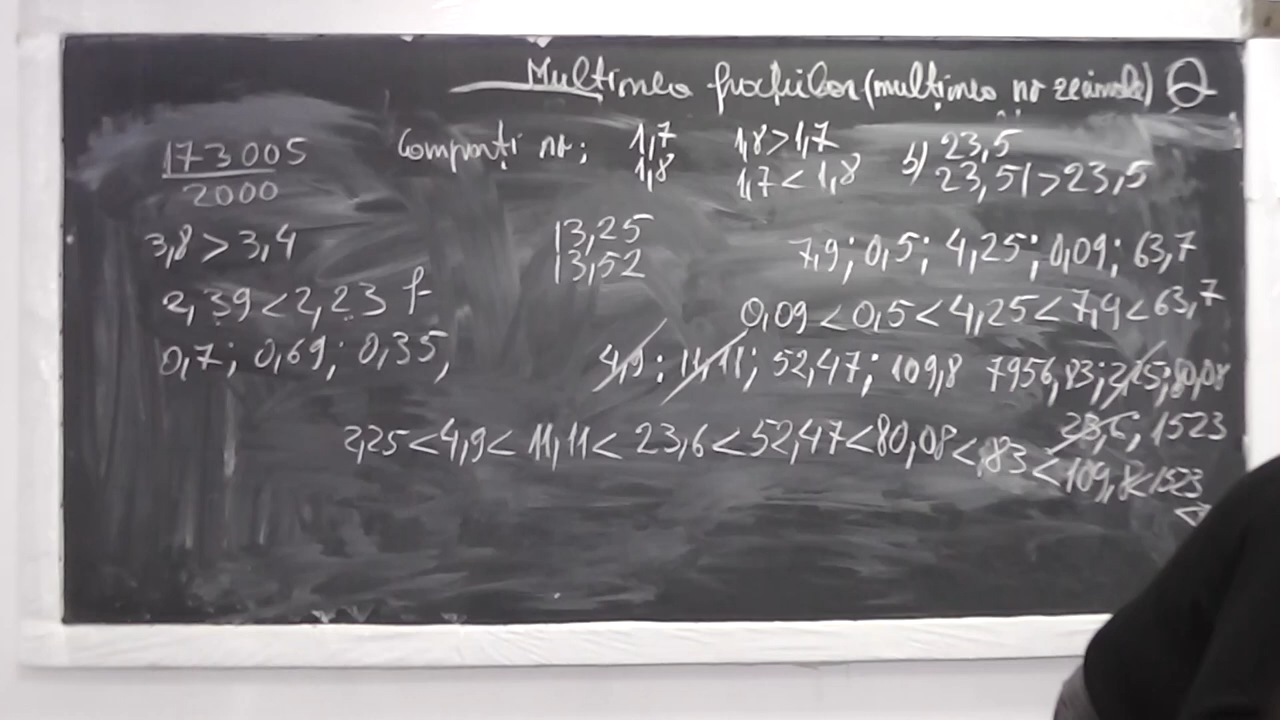 Multimea fracțiilor (mulțimea nr zecimale) Q
173005
2000
Comparați nr;
1,7
1,8
1,8 > 1,7
1,7 < 1,8
b) 23,5
23,51 > 23,5
3,8 > 3,4
13,25
13,52
7,9; 0,5; 4,25; 0,09; 63,7
2,39 < 2,23 f
0,09 < 0,5 < 4,25 < 7,9 < 63,7
0,7; 0,69; 0,35,
4,9; 11,11; 52,47; 109,8 7956, 83; 2,25; 80,08
23,6; 1523
2,25 < 4,9 < 11,11 < 23,6 < 52,47 < 80,08 < 83 < 109,8 < 1523
<